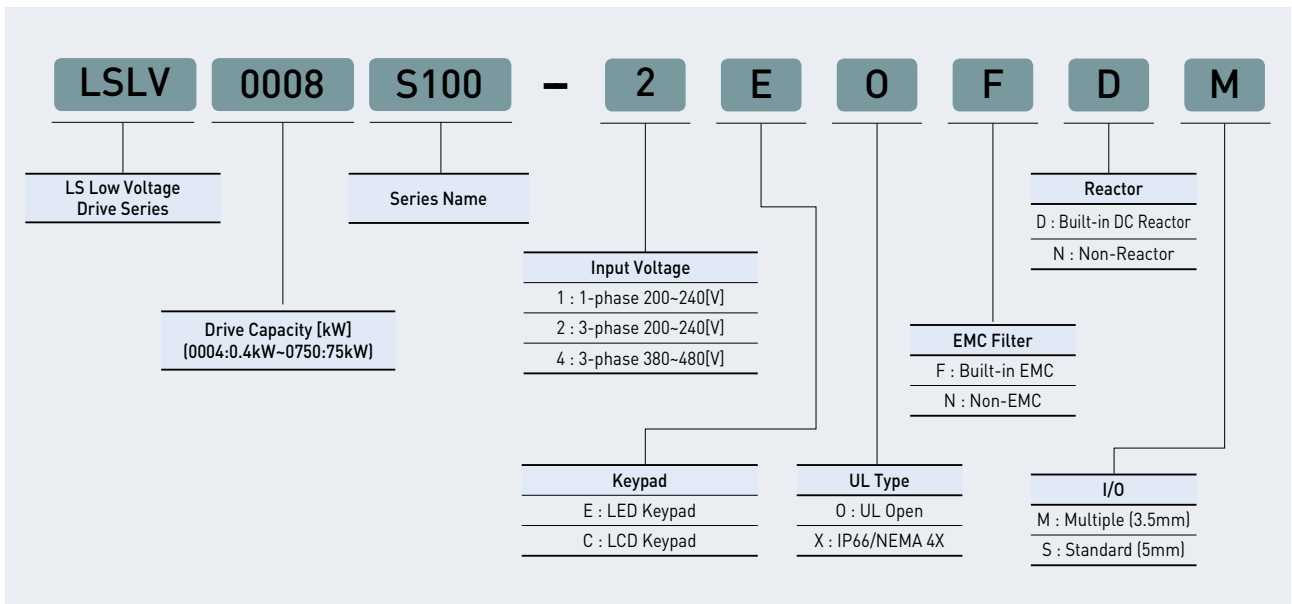 LSLV 0008 S100 - 2 E O F D M
LS Low Voltage
Drive Series
Drive Capacity [kW]
(0004:0.4kW~0750:75kW)
Series Name
Input Voltage
1 : 1-phase 200~240[V]
2 : 3-phase 200~240[V]
4 : 3-phase 380~480[V]
Keypad
E : LED Keypad
C : LCD Keypad
UL Type
O : UL Open
X : IP66/NEMA 4X
EMC Filter
F : Built-in EMC
N : Non-EMC
Reactor
D : Built-in DC Reactor
N : Non-Reactor
I/O
M : Multiple (3.5mm)
S : Standard (5mm)